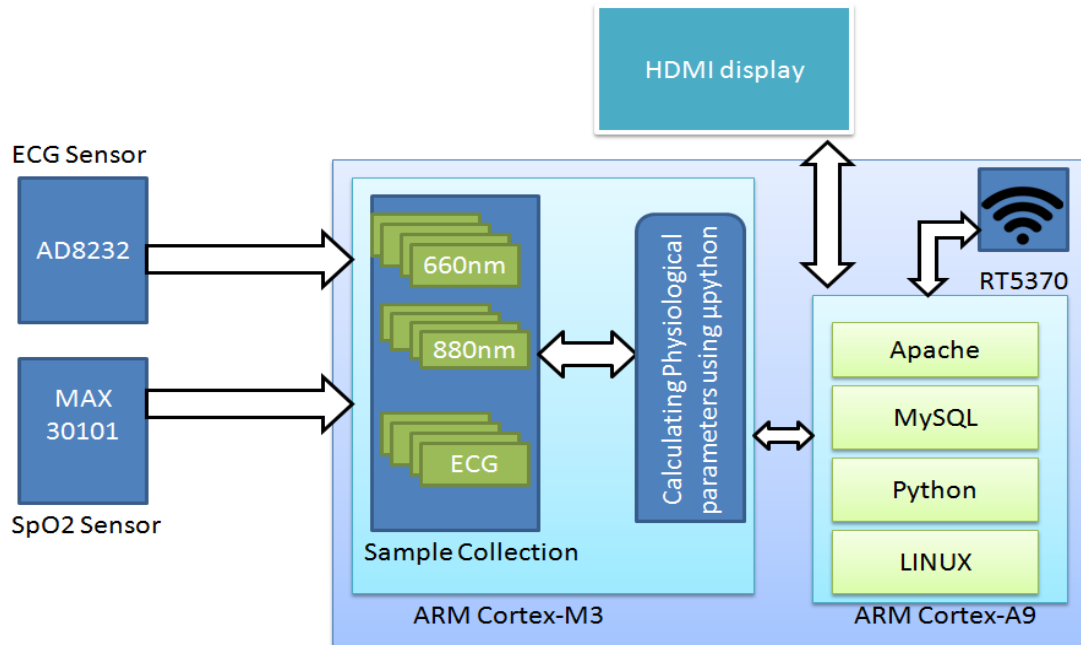 HDMI display
ECG Sensor
AD8232
MAX
30101
SpO2 Sensor
660nm
880nm
ECG
Sample Collection
Calculating Physiological
parameters using µpython
ARM Cortex-M3
RT5370
Apache
MySQL
Python
LINUX
ARM Cortex-A9